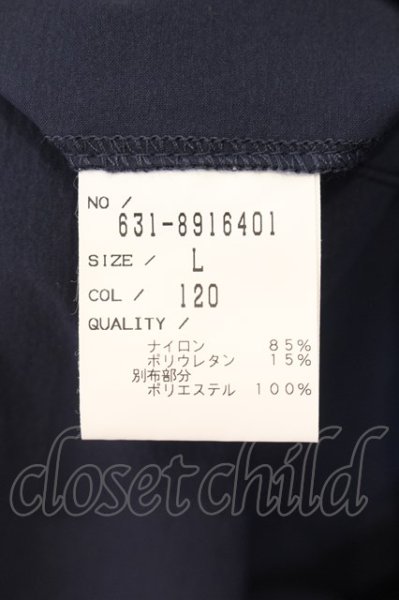 NO /
631-8916401
SIZE / L
COL / 120
QUALITY /
ナイロン 85%
ポリウレタン 15%
別布部分
ポリエステル 100%
closet child